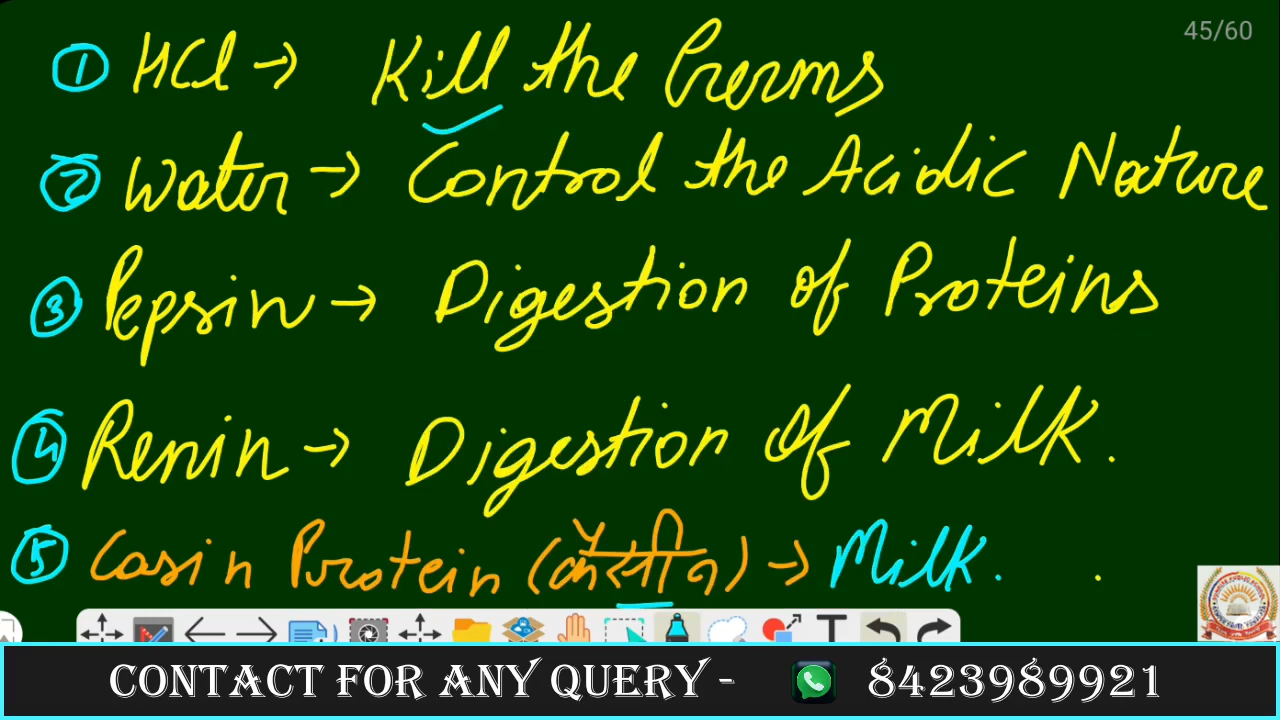 45/60
① HCl → Kill the Germs
② Water → Control the Acidic Nature
③ Pepsin → Digestion of Proteins
④ Renin → Digestion of Milk.
⑤ Casin Protein (कैसीन) → Milk.
T
CONTACT FOR ANY QUERY - 8423989921